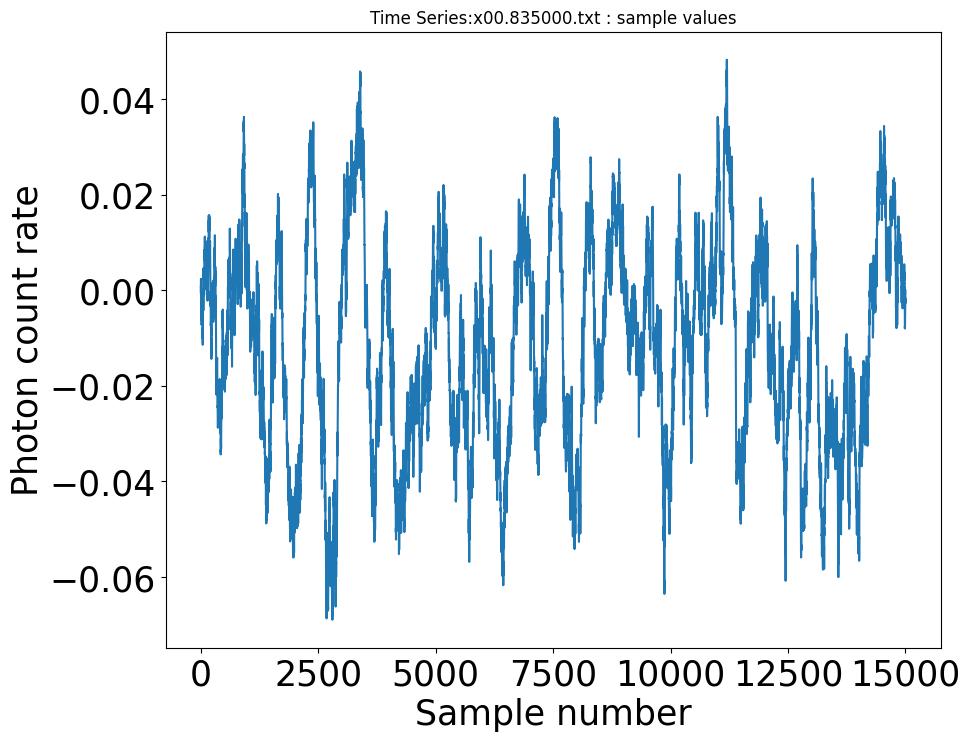 Time Series:x00.835000.txt : sample values
0.04
0.02
0.00
−0.02
−0.04
−0.06
Photon count rate
0 2500 5000 7500 10000 12500 15000
Sample number